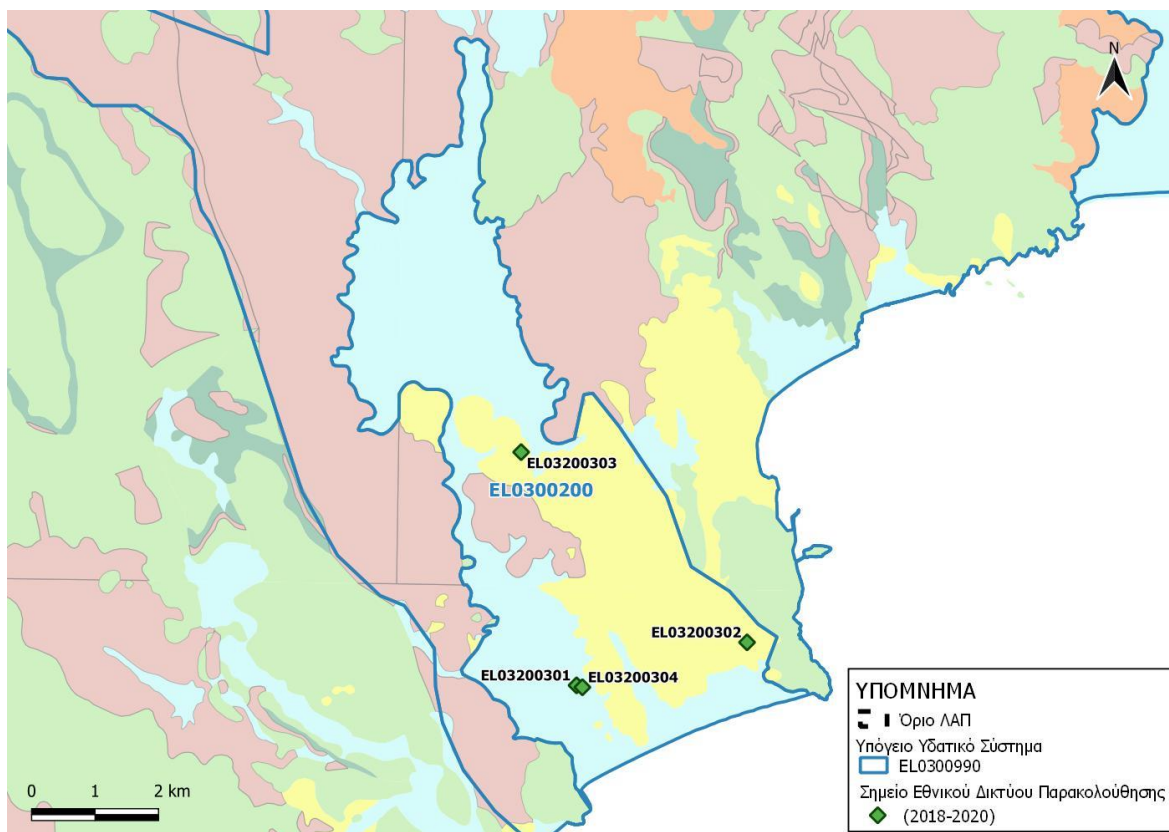 N
EL03200303
EL0300200
EL03200302
EL03200301
EL03200304
ΥΠΟΜΝΗΜΑ
Όριο ΛΑΠ
Υπόγειο Υδατικό Σύστημα
EL0300990
Σημείο Εθνικού Δικτύου Παρακολούθησης
(2018-2020)
0 1 2 km